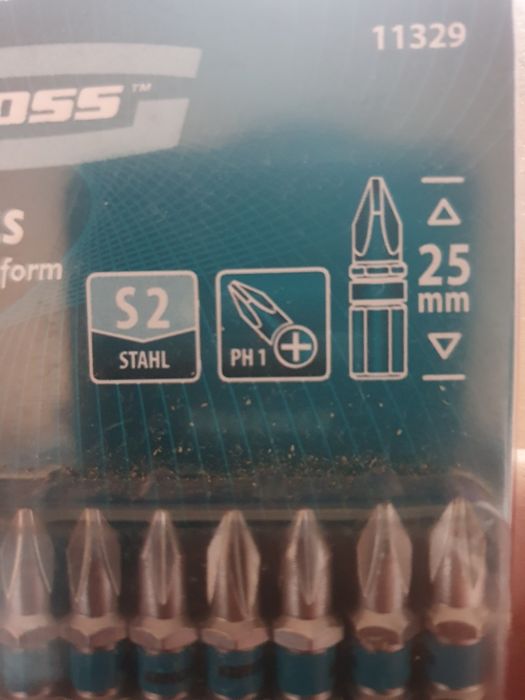 11329
oss™
s
form
S2
STAHL
PH 1
25
mm